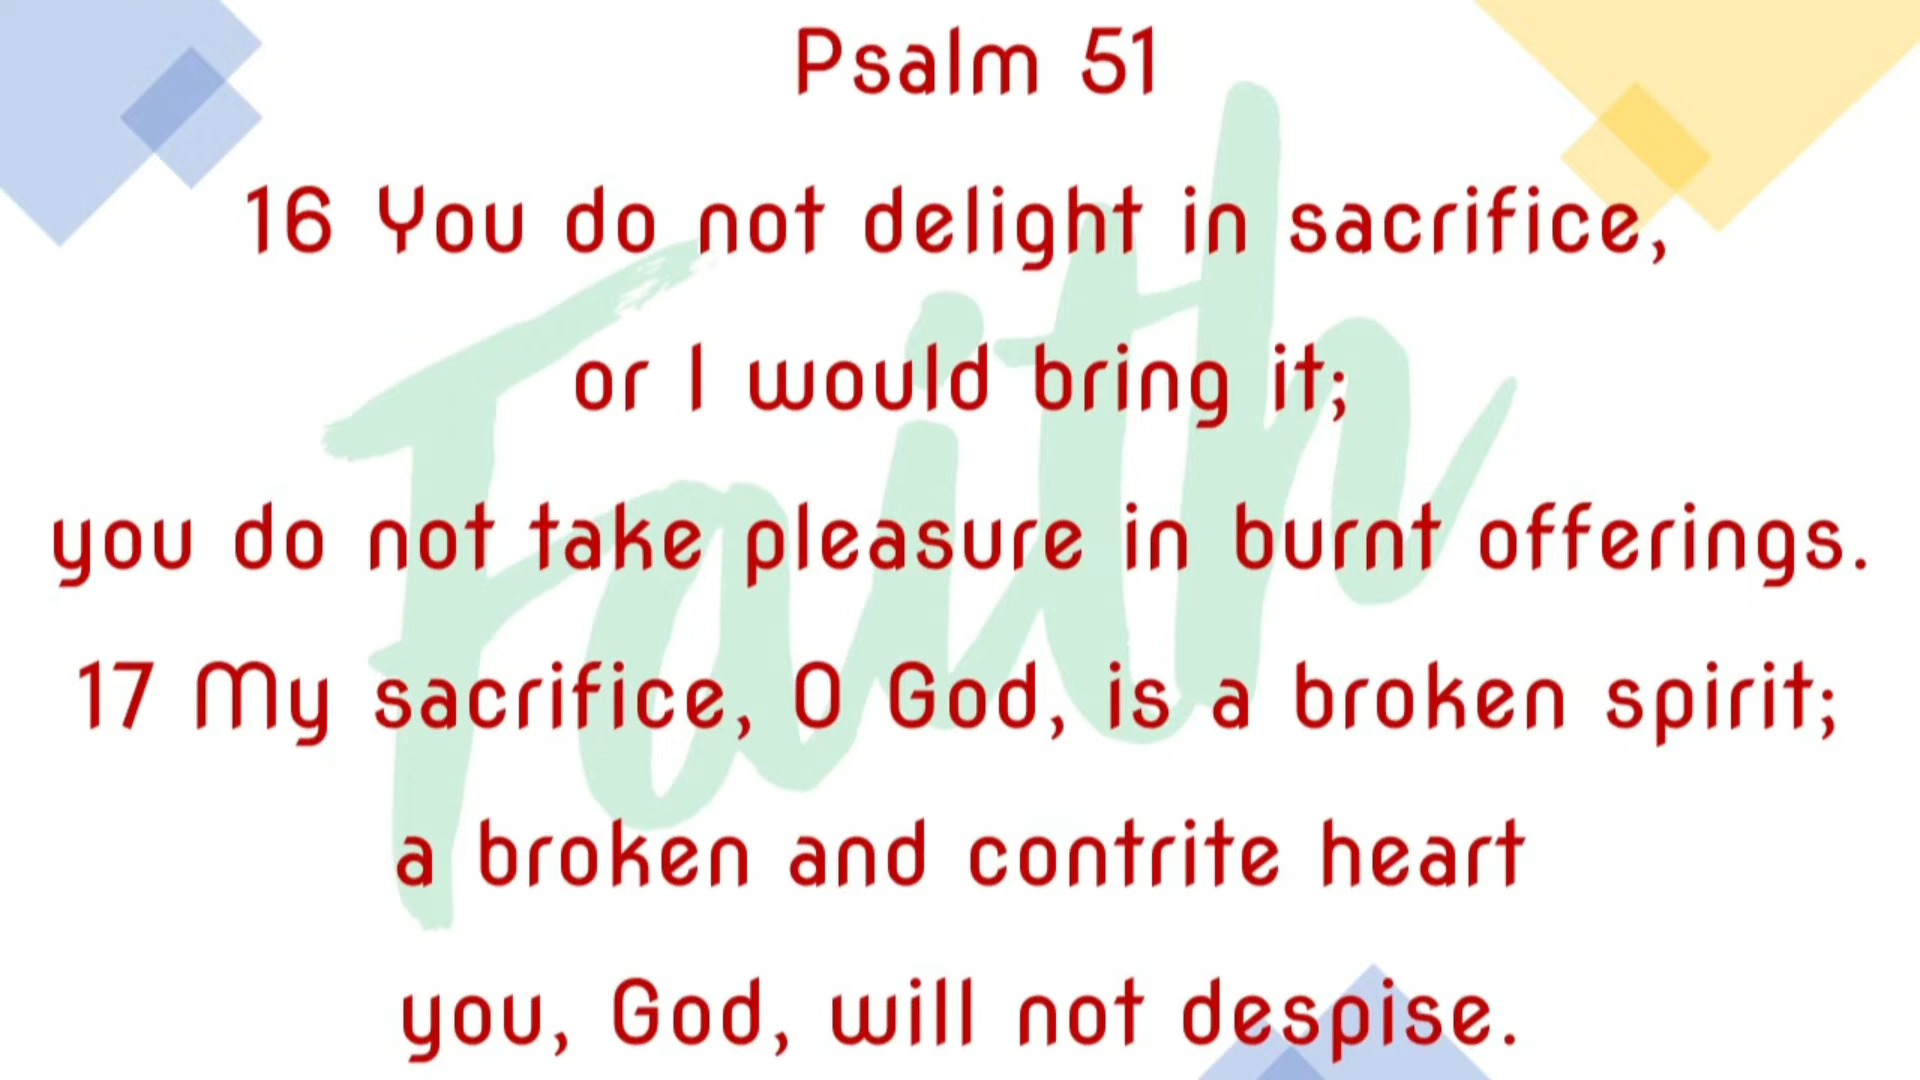 Psalm 51
16 You do not delight in sacrifice,
or I would bring it;
you do not take pleasure in burnt offerings.
17 My sacrifice, O God, is a broken spirit;
a broken and contrite heart
you, God, will not despise.
Faith